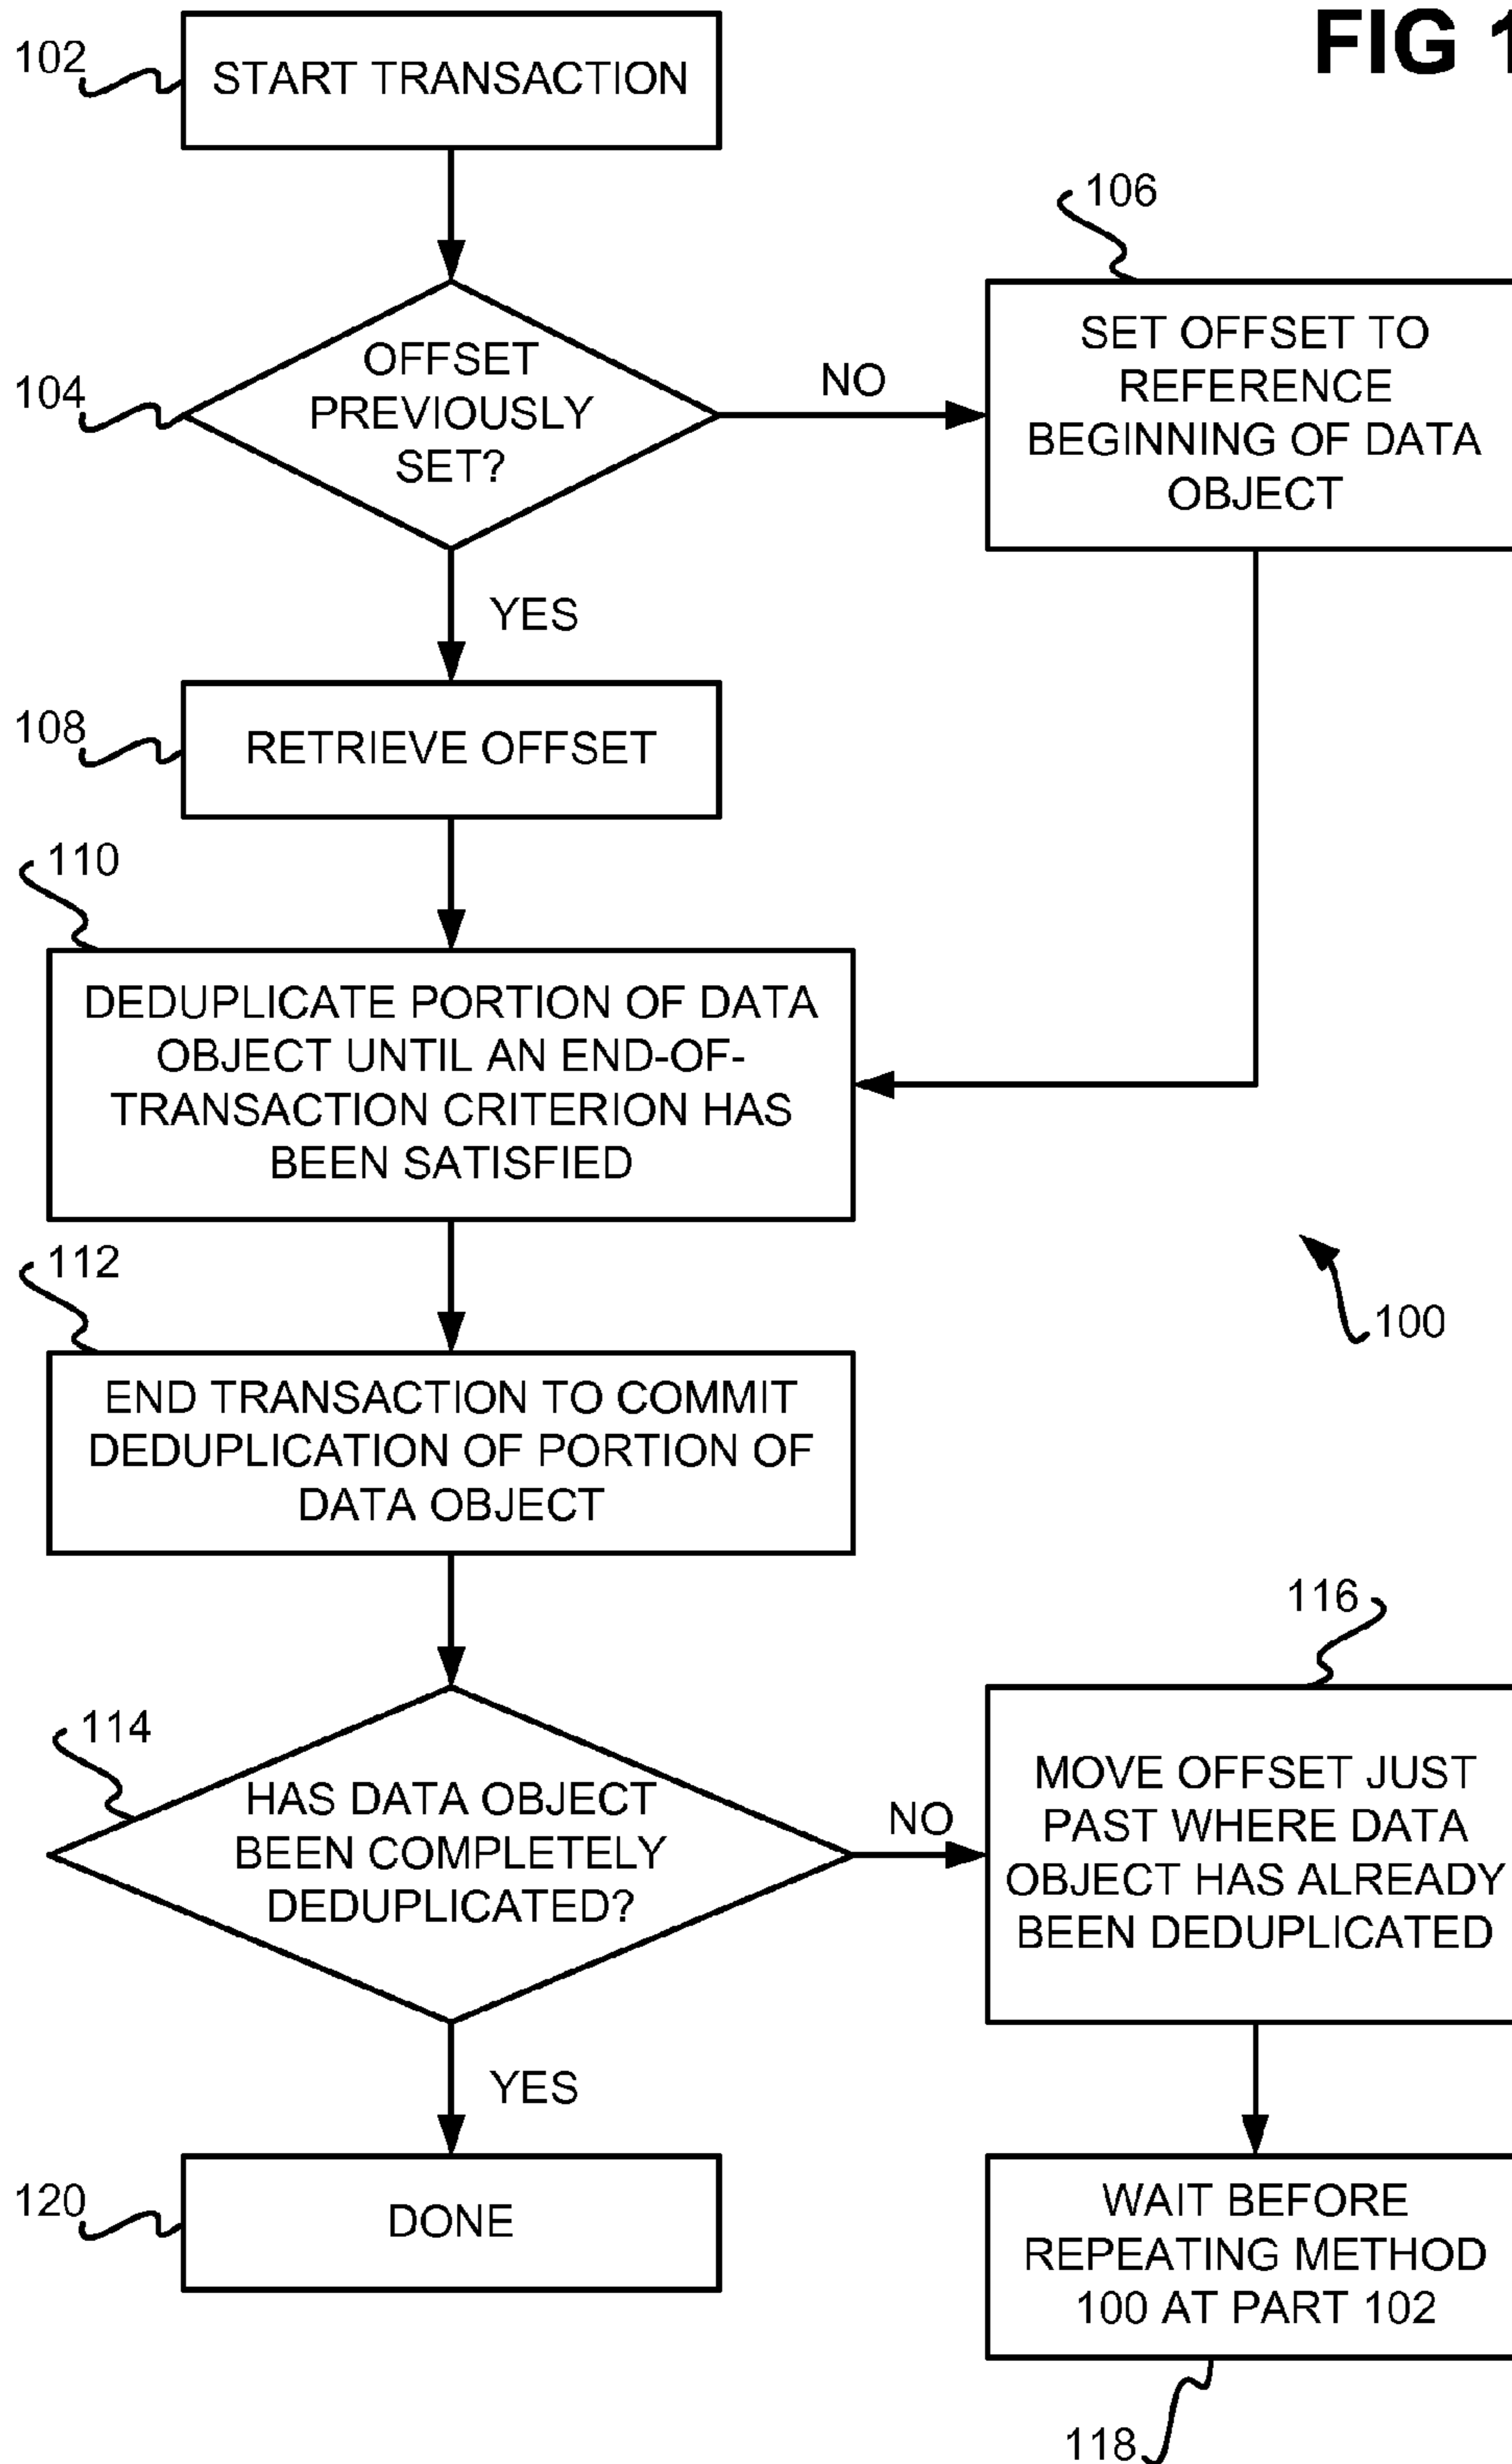 FIG 1
102
START TRANSACTION
106
104
OFFSET
PREVIOUSLY
SET?
NO
SET OFFSET TO
REFERENCE
BEGINNING OF DATA
OBJECT
YES
108
RETRIEVE OFFSET
110
DEDUPLICATE PORTION OF DATA
OBJECT UNTIL AN END-OF-
TRANSACTION CRITERION HAS
BEEN SATISFIED
112
100
END TRANSACTION TO COMMIT
DEDUPLICATION OF PORTION OF
DATA OBJECT
116
114
HAS DATA OBJECT
BEEN COMPLETELY
DEDUPLICATED?
NO
MOVE OFFSET JUST
PAST WHERE DATA
OBJECT HAS ALREADY
BEEN DEDUPLICATED
YES
120
DONE
WAIT BEFORE
REPEATING METHOD
100 AT PART 102
118